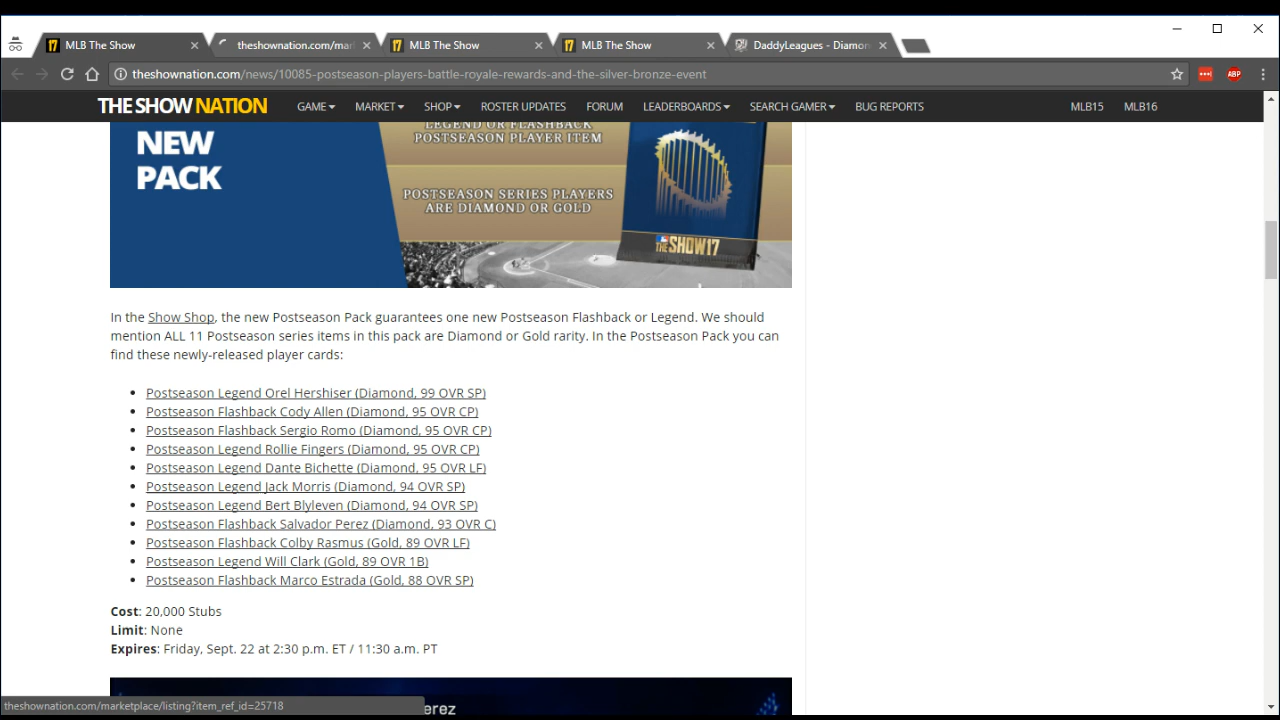 MLB The Show
theshownation.com/mar
MLB The Show
MLB The Show
DaddyLeagues - Diamon
theshownation.com/news/10085-postseason-players-battle-royale-rewards-and-the-silver-bronze-event
ABP
THE SHOW NATION
GAME MARKET SHOP ROSTER UPDATES FORUM LEADERBOARDS SEARCH GAMER BUG REPORTS MLB15 MLB16
NEW
PACK
LEGEND OR FLASHBACK
POSTSEASON PLAYER ITEM
POSTSEASON SERIES PLAYERS
ARE DIAMOND OR GOLD
THE SHOW17
In the Show Shop, the new Postseason Pack guarantees one new Postseason Flashback or Legend. We should
mention ALL 11 Postseason series items in this pack are Diamond or Gold rarity. In the Postseason Pack you can
find these newly-released player cards:
• Postseason Legend Orel Hershiser (Diamond, 99 OVR SP)
• Postseason Flashback Cody Allen (Diamond, 95 OVR CP)
• Postseason Flashback Sergio Romo (Diamond, 95 OVR CP)
• Postseason Legend Rollie Fingers (Diamond, 95 OVR CP)
• Postseason Legend Dante Bichette (Diamond, 95 OVR LF)
• Postseason Legend Jack Morris (Diamond, 94 OVR SP)
• Postseason Legend Bert Blyleven (Diamond, 94 OVR SP)
• Postseason Flashback Salvador Perez (Diamond, 93 OVR C)
• Postseason Flashback Colby Rasmus (Gold, 89 OVR LF)
• Postseason Legend Will Clark (Gold, 89 OVR 1B)
• Postseason Flashback Marco Estrada (Gold, 88 OVR SP)
Cost: 20,000 Stubs
Limit: None
Expires: Friday, Sept. 22 at 2:30 p.m. ET / 11:30 a.m. PT
erez
theshownation.com/marketplace/listing?item_ref_id=25718